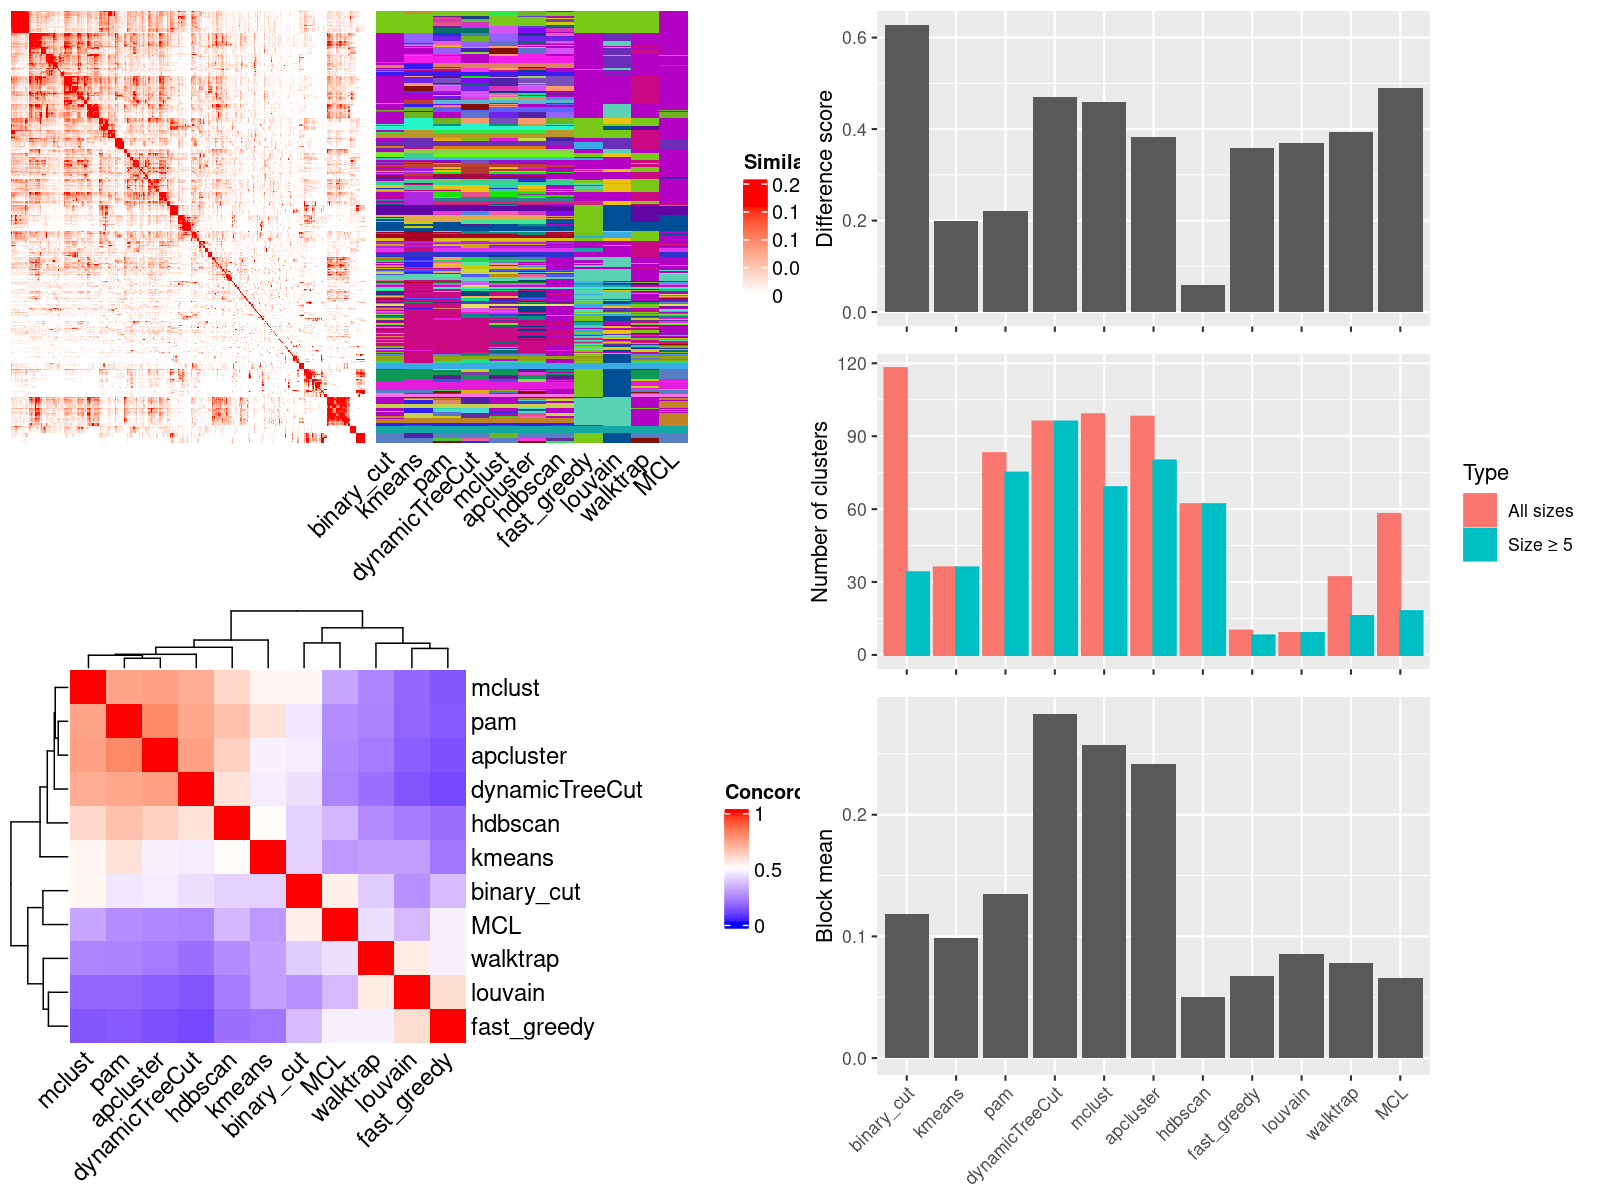 Simila
0.2
0.1
0.1
0.0
0
binary_cut
kmeans
pam
dynamicTreeCut
mclust
apcluster
hdbscan
fast_greedy
louvain
walktrap
MCL
mclust
pam
apcluster
dynamicTreeCut
hdbscan
kmeans
binary_cut
MCL
walktrap
louvain
fast_greedy
mclust
pam
apcluster
dynamicTreeCut
hdbscan
kmeans
binary_cut
MCL
walktrap
louvain
fast_greedy
Concord
1
0.5
0
Difference score
0.6
0.4
0.2
0.0
Number of clusters
120
90
60
30
0
Type
All sizes
Size ≥ 5
Block mean
0.2
0.1
0.0
binary_cut
kmeans
pam
dynamicTreeCut
mclust
apcluster
hdbscan
fast_greedy
louvain
walktrap
MCL